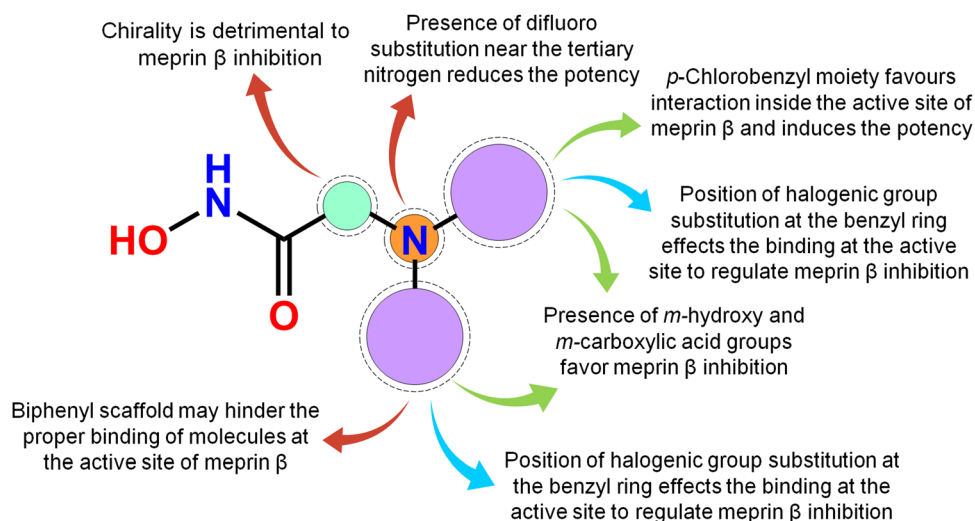 Chirality is detrimental to
meprin β inhibition
Presence of difluoro
substitution near the tertiary
nitrogen reduces the potency
p-Chlorobenzyl moiety favours
interaction inside the active site of
meprin β and induces the potency
Position of halogenic group
substitution at the benzyl ring
effects the binding at the active
site to regulate meprin β inhibition
H
N
HO
O
N
Presence of m-hydroxy and
m-carboxylic acid groups
favor meprin β inhibition
Biphenyl scaffold may hinder the
proper binding of molecules at
the active site of meprin β
Position of halogenic group substitution at
the benzyl ring effects the binding at the
active site to regulate meprin β inhibition